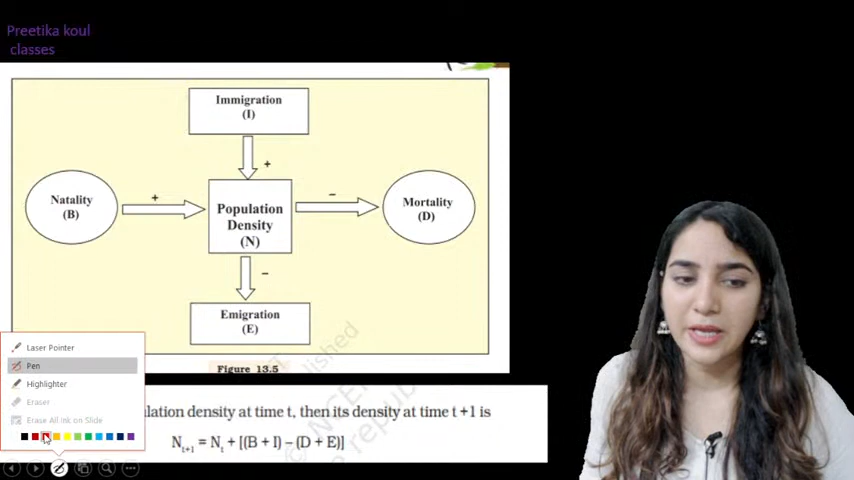 Preetika koul
classes
Immigration
(I)
+
Natality
(B)
+
Population
Density
(N)
–
Mortality
(D)
–
Emigration
(E)
Figure 13.5
Laser Pointer
Pen
Highlighter
Eraser
Erase All Ink on Slide
ulation density at time t, then its density at time t +1 is
Nt+1 = Nt + [(B + I) – (D + E)]